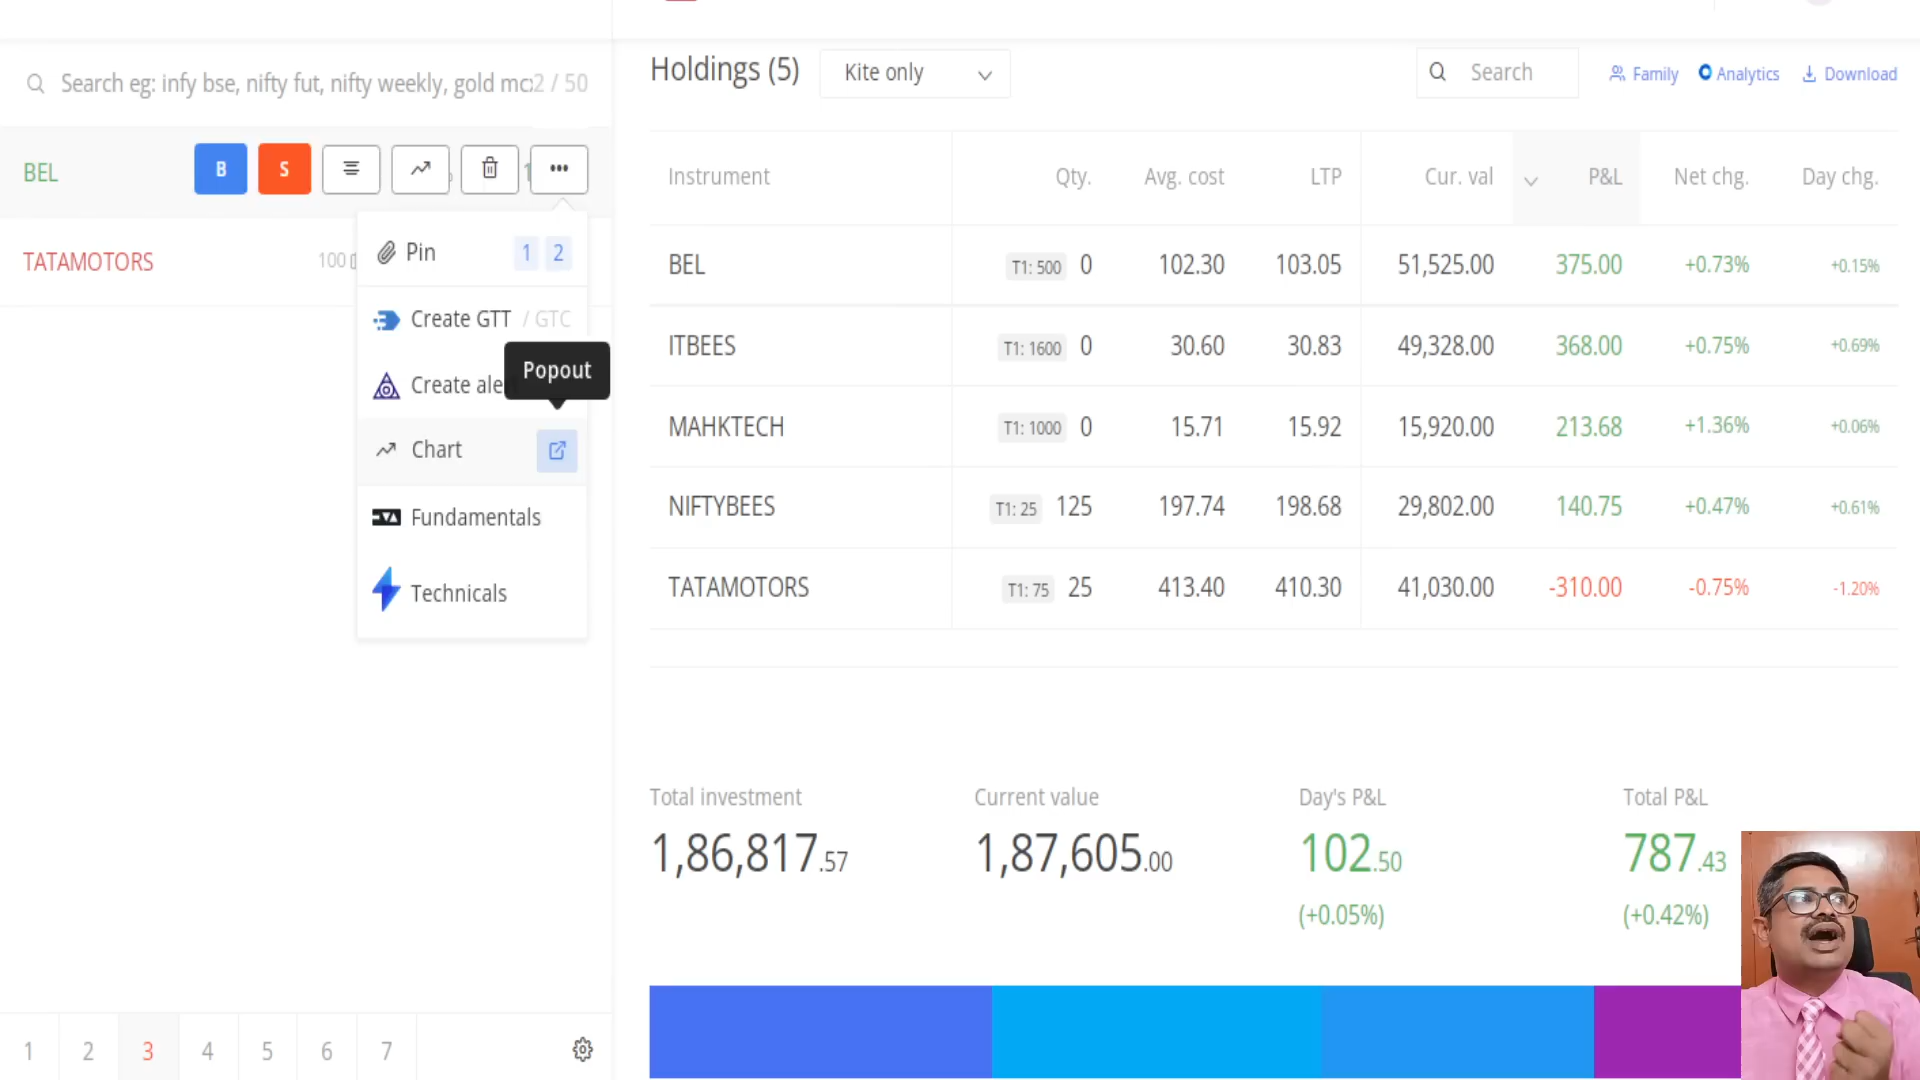 Search eg: infy bse, nifty fut, nifty weekly, gold mcx 2 / 50
BEL B S
TATAMOTORS 100
Pin 1 2
Create GTT / GTC
Create ale
Popout
Chart
Fundamentals
Technicals
1 2 3 4 5 6 7
Holdings (5) Kite only Search Family Analytics Download
Instrument Qty. Avg. cost LTP Cur. val P&L Net chg. Day chg.
BEL T1: 500 0 102.30 103.05 51,525.00 375.00 +0.73% +0.15%
ITBEES T1: 1600 0 30.60 30.83 49,328.00 368.00 +0.75% +0.69%
MAHKTECH T1: 1000 0 15.71 15.92 15,920.00 213.68 +1.36% +0.06%
NIFTYBEES T1: 25 125 197.74 198.68 29,802.00 140.75 +0.47% +0.61%
TATAMOTORS T1: 75 25 413.40 410.30 41,030.00 -310.00 -0.75% -1.20%
Total investment Current value Day's P&L Total P&L
1,86,817.57 1,87,605.00 102.50 787.43
(+0.05%) (+0.42%)